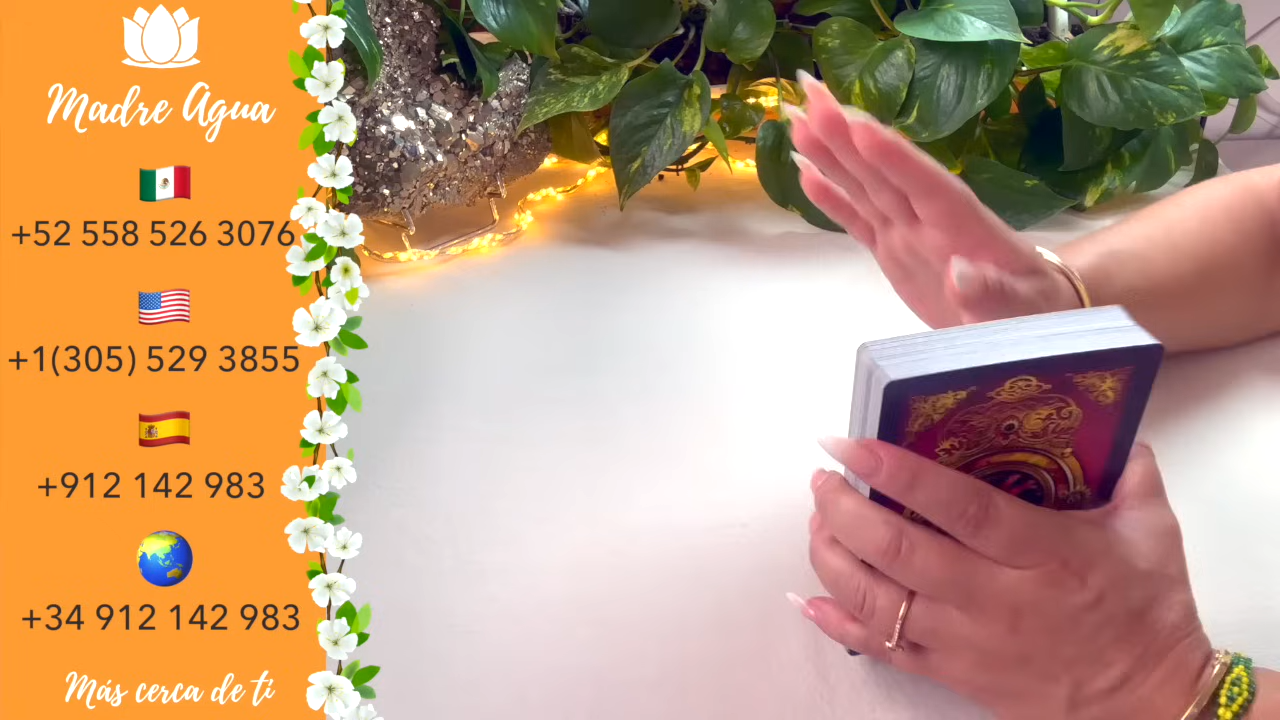 Madre Agua
+52 558 526 3076
+1(305) 529 3855
+912 142 983
+34 912 142 983
Más cerca de ti